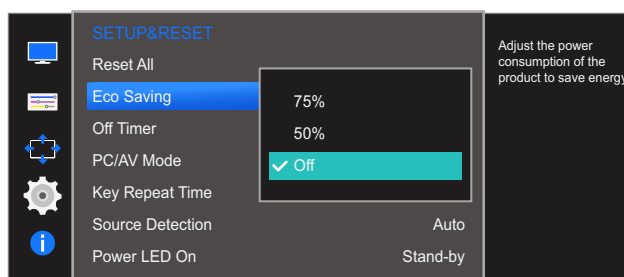 SETUP&RESET
Reset All
Eco Saving
75%
Off Timer
50%
PC/AV Mode
Off
Key Repeat Time
Source Detection Auto
Power LED On Stand-by
Adjust the power
consumption of the
product to save energy